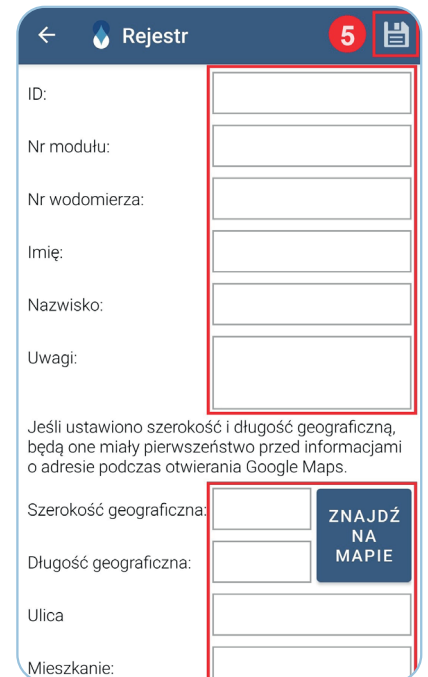 Rejestr
5
ID:
Nr modułu:
Nr wodomierza:
Imię:
Nazwisko:
Uwagi:
Jeśli ustawiono szerokość i długość geograficzną,
będą one miały pierwszeństwo przed informacjami
o adresie podczas otwierania Google Maps.
Szerokość geograficzna:
Długość geograficzna:
ZNAJDŹ
NA
MAPIE
Ulica
Mieszkanie: